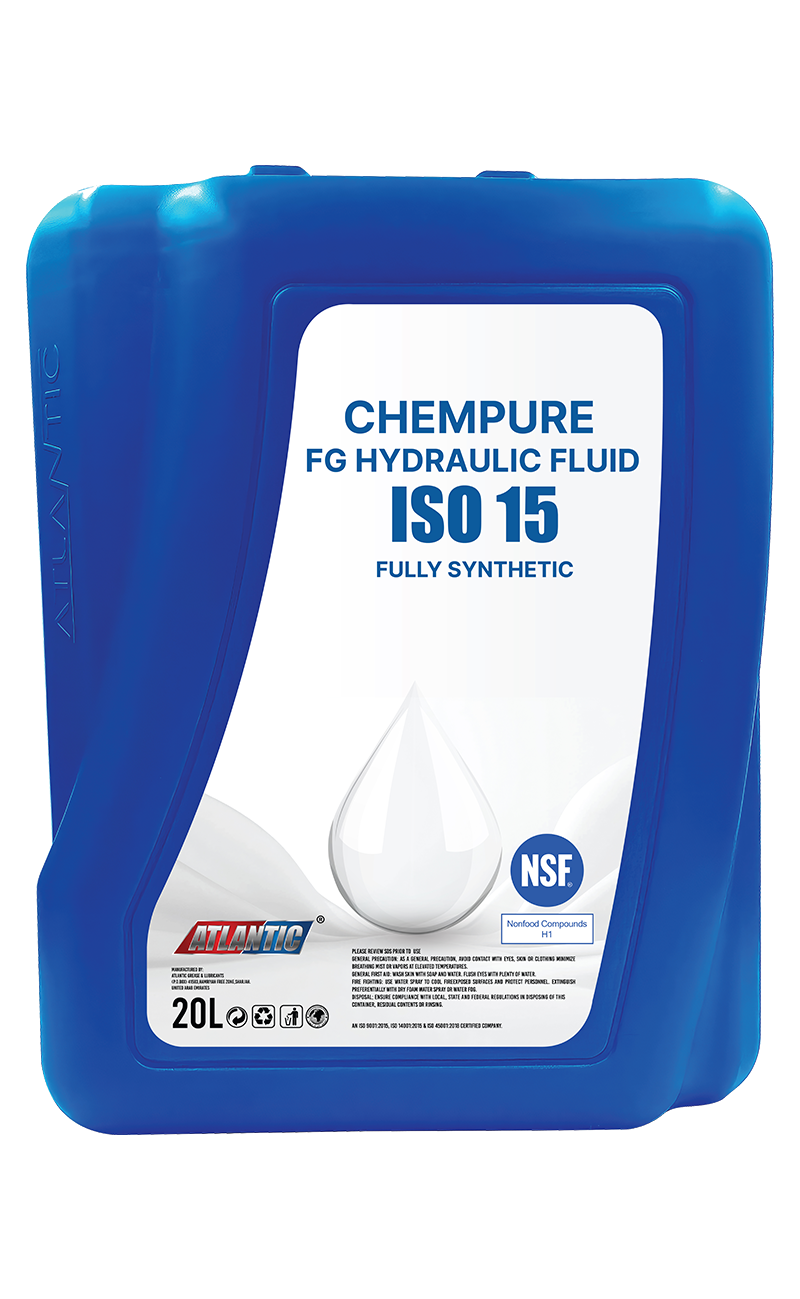 CHEMPURE
FG HYDRAULIC FLUID
ISO 15
FULLY SYNTHETIC
ATLANTIC
NSF®
Nonfood Compounds
H1
ATLANTIC®
MANUFACTURED BY:
ATLANTIC GREASE & LUBRICANTS
UNITED ARAB EMIRATES
20L
PLEASE REVIEW SDS PRIOR TO USE
GENERAL PRECAUTION: AS A GENERAL PRECAUTION, AVOID CONTACT WITH EYES, SKIN OR CLOTHING MINIMIZE
BREATHING MIST OR VAPORS AT ELEVATED TEMPERATURES.
GENERAL FIRST AID: WASH SKIN WITH SOAP AND WATER. FLUSH EYES WITH PLENTY OF WATER.
FIRE FIGHTING: USE WATER SPRAY TO COOL FIREEXPOSED SURFACES AND PROTECT PERSONNEL. EXTINGUISH
PREFERENTIALLY WITH DRY FOAM WATER SPRAY OR WATER FOG.
DISPOSAL: ENSURE COMPLIANCE WITH LOCAL, STATE AND FEDERAL REGULATIONS IN DISPOSING OF THIS
CONTAINER, RESIDUAL CONTENTS OR RINSING.
AN ISO 9001:2015, ISO 14001:2015 & ISO 45001:2018 CERTIFIED COMPANY.